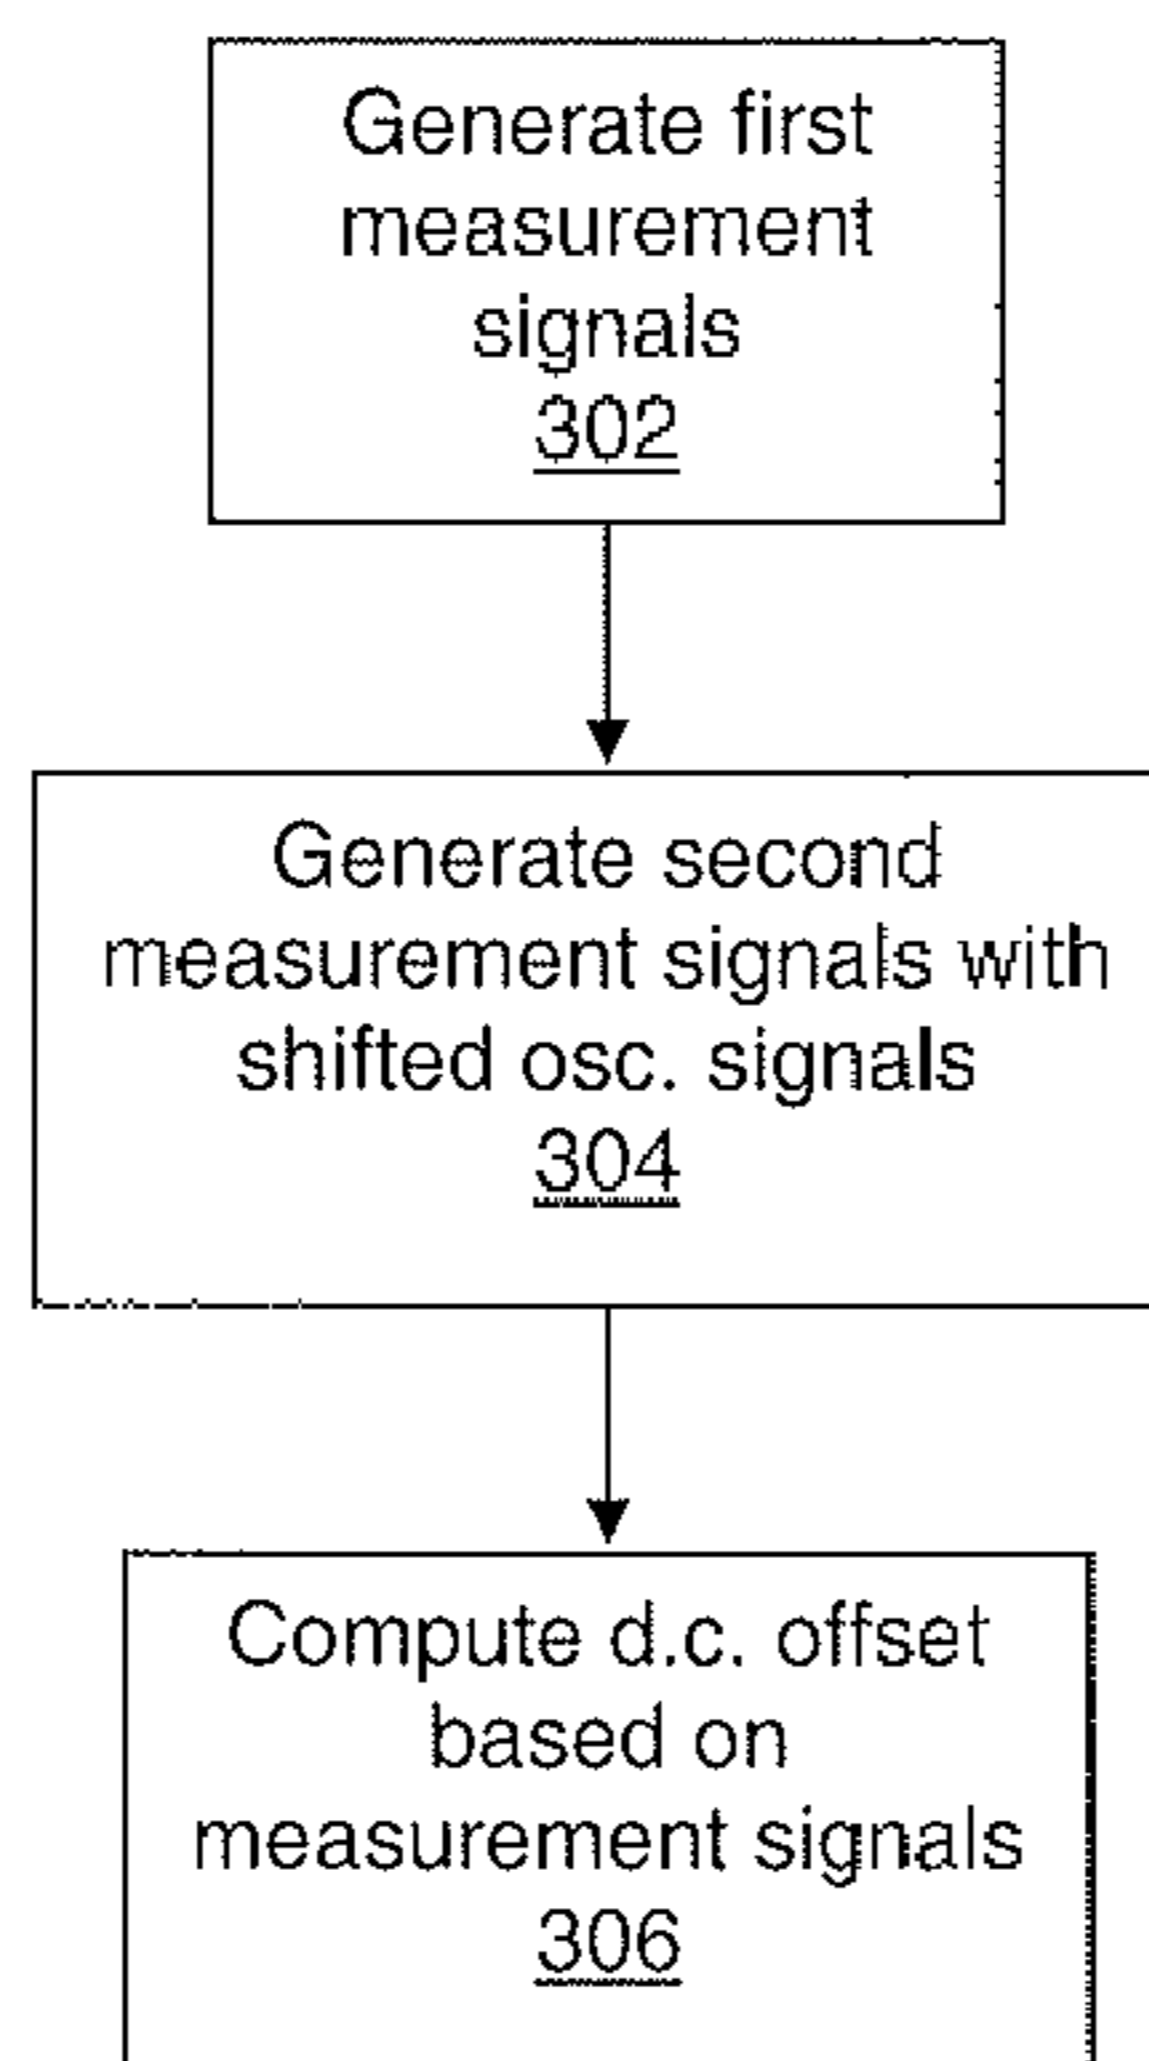 Generate first
measurement
signals
302
Generate second
measurement signals with
shifted osc. signals
304
Compute d.c. offset
based on
measurement signals
306